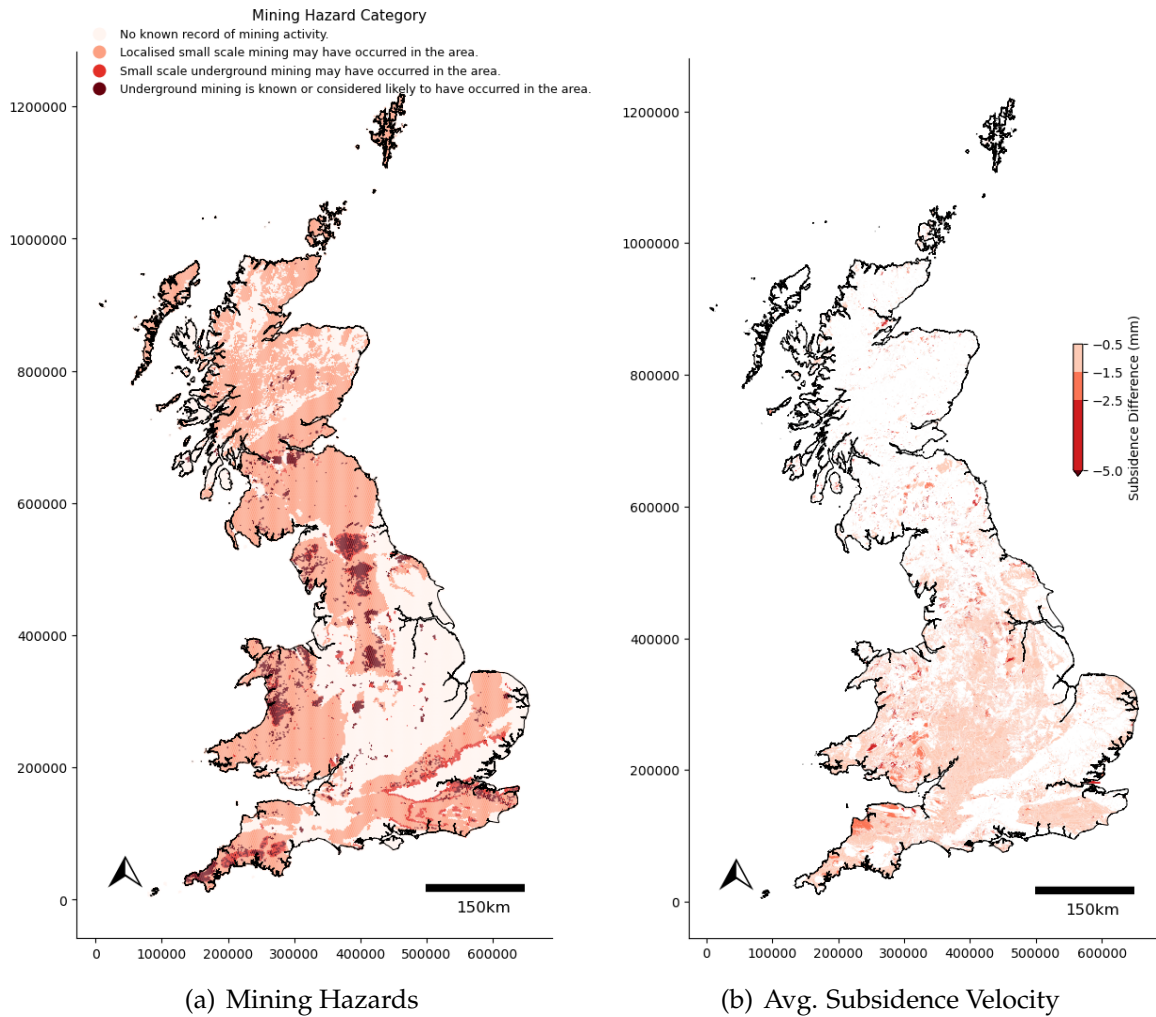 Mining Hazard Category
No known record of mining activity.
Localised small scale mining may have occurred in the area.
Small scale underground mining may have occurred in the area.
Underground mining is known or considered likely to have occurred in the area.
1200000
1000000
800000
600000
400000
200000
0
150km
0 100000 200000 300000 400000 500000 600000
(a) Mining Hazards
1200000
1000000
800000
600000
400000
200000
0
−0.5
−1.5
−2.5
−5.0
Subsidence Difference (mm)
150km
0 100000 200000 300000 400000 500000 600000
(b) Avg. Subsidence Velocity